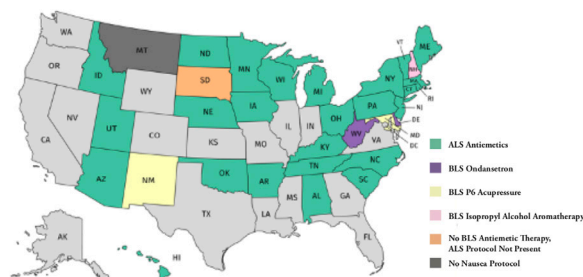 WA
MT
ND
OR
ID
MN
SD
WI
WY
MI
NE
IA
NV
UT
CO
IL
IN
OH
PA
NY
VT
ME
NH
MA
CT
RI
NJ
DE
MD
DC
CA
KS
MO
KY
WV
VA
AZ
NM
OK
AR
TN
NC
SC
TX
LA
MS
AL
GA
FL
AK
HI
ALS Antiemetics
BLS Ondansetron
BLS P6 Acupressure
BLS Isopropyl Alcohol Aromatherapy
No BLS Antiemetic Therapy,
ALS Protocol Not Present
No Nausea Protocol